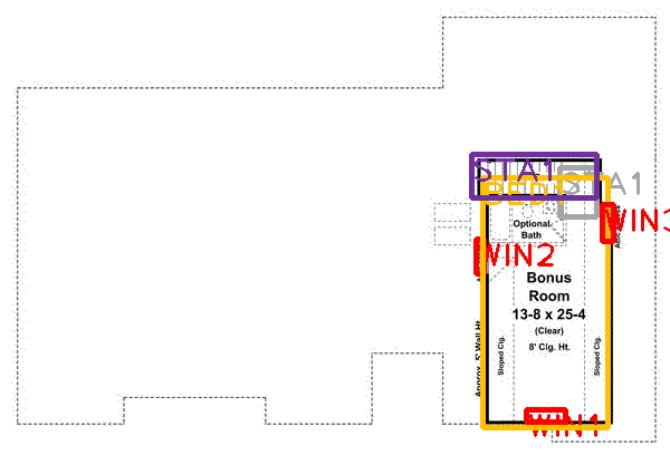 STA1
BED1
STA1
WIN3
Optional
Bath
WIN2
Bonus
Room
13-8 x 25-4
(Clear)
8' Clg. Ht.
Approx. 5' Wall Ht.
Sloped Clg.
Sloped Clg.
WIN1